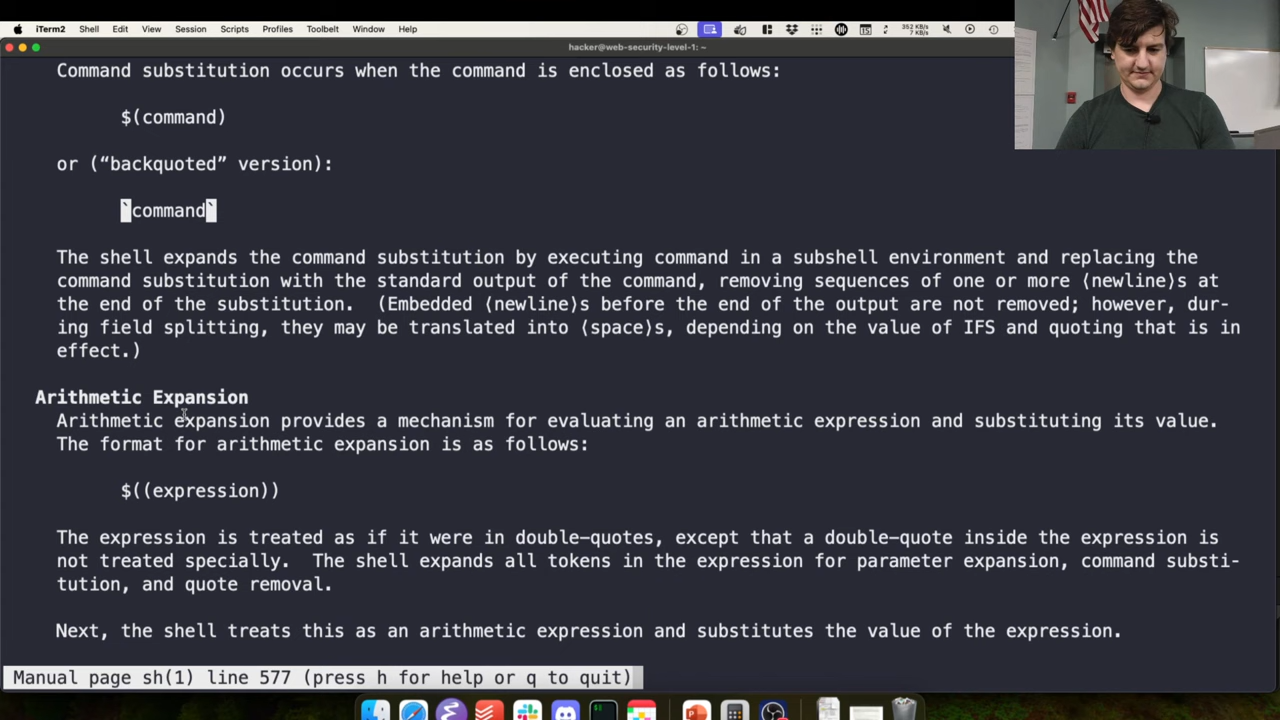 iTerm2 Shell Edit View Session Scripts Profiles Toolbelt Window Help
352 KB/s
7 KB/s
hacker@web-security-level-1: ~
Command substitution occurs when the command is enclosed as follows:
$(command)
or (“backquoted” version):
`command`
The shell expands the command substitution by executing command in a subshell environment and replacing the
command substitution with the standard output of the command, removing sequences of one or more ⟨newline⟩s at
the end of the substitution.  (Embedded ⟨newline⟩s before the end of the output are not removed; however, dur‐
ing field splitting, they may be translated into ⟨space⟩s, depending on the value of IFS and quoting that is in
effect.)
Arithmetic Expansion
Arithmetic expansion provides a mechanism for evaluating an arithmetic expression and substituting its value.
The format for arithmetic expansion is as follows:
$((expression))
The expression is treated as if it were in double-quotes, except that a double-quote inside the expression is
not treated specially.  The shell expands all tokens in the expression for parameter expansion, command substi‐
tution, and quote removal.
Next, the shell treats this as an arithmetic expression and substitutes the value of the expression.
Manual page sh(1) line 577 (press h for help or q to quit)